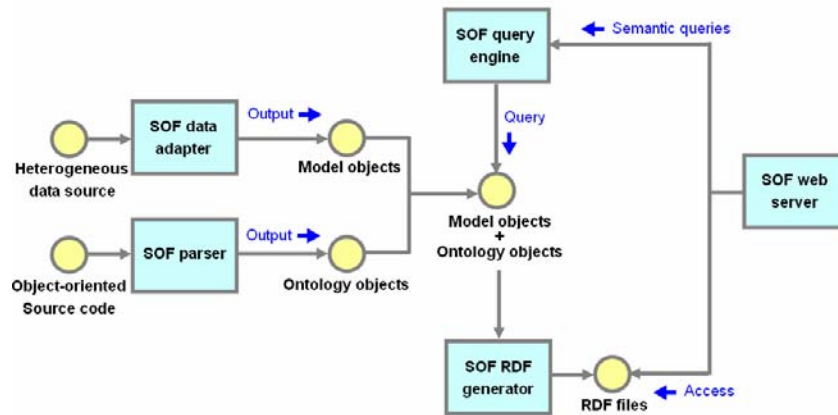 SOF query
engine
Semantic queries
Output
SOF data
adapter
Query
Heterogeneous
data source
Model objects
SOF web
server
Model objects
+
Ontology objects
Output
SOF parser
Object-oriented
Source code
Ontology objects
SOF RDF
generator
Access
RDF files